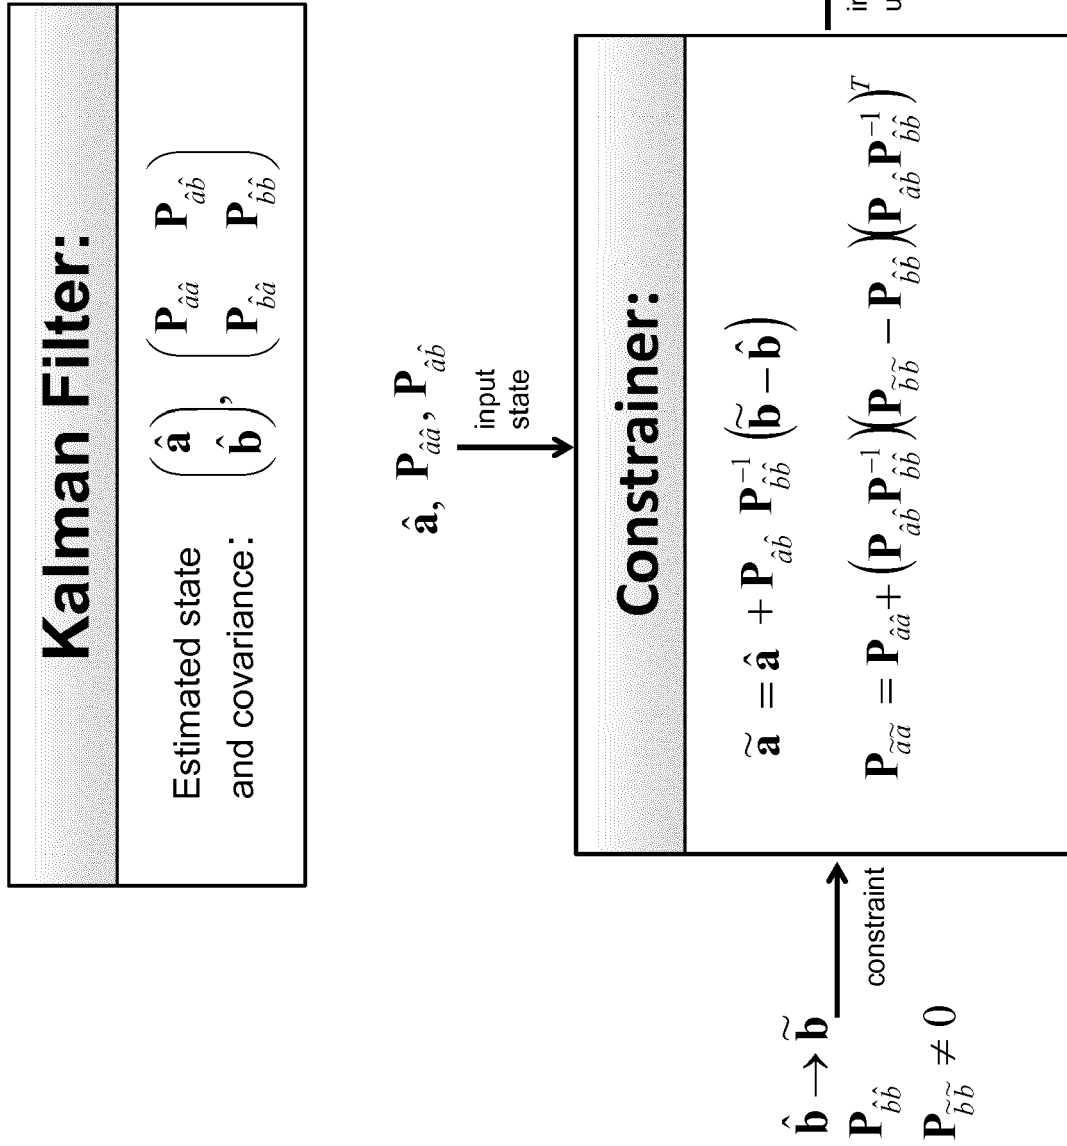 Kalman Filter:
Estimated state
and covariance:
(â b̂), (P_ââ P_âb̂
P_b̂â P_b̂b̂)
â, P_ââ, P_âb̂
input
state
b̂ → b̃
P_b̂b̂
P_b̃b̃ ≠ 0
constraint
Constrainer:
ã = â + P_âb̂ P_b̂b̂^−1 (b̃ − b̂)
P_ãã = P_ââ + (P_âb̂ P_b̂b̂^−1)(P_b̃b̃ − P_b̂b̂)(P_âb̂ P_b̂b̂^−1)^T